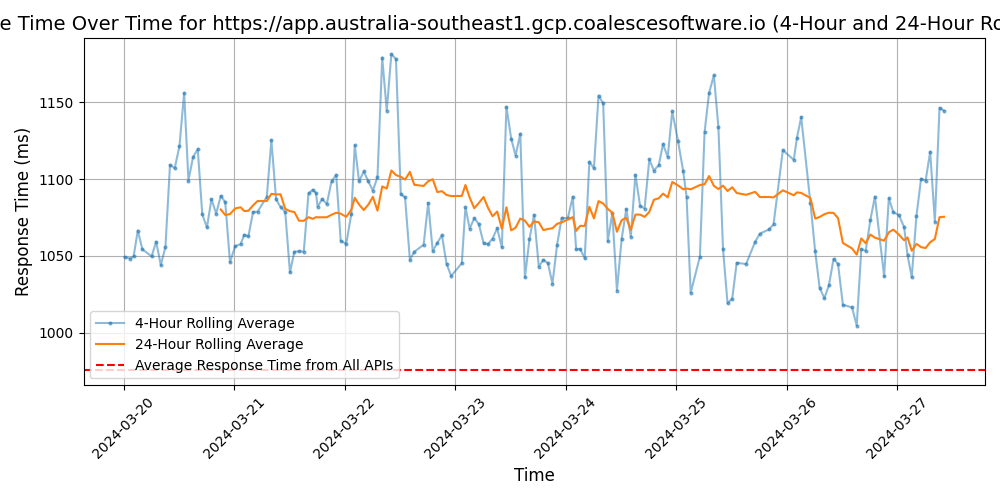 e Time Over Time for https://app.australia-southeast1.gcp.coalescesoftware.io (4-Hour and 24-Hour Ro
Response Time (ms)
1150
1100
1050
1000
4-Hour Rolling Average
24-Hour Rolling Average
Average Response Time from All APIs
2024-03-20
2024-03-21
2024-03-22
2024-03-23
2024-03-24
2024-03-25
2024-03-26
2024-03-27
Time